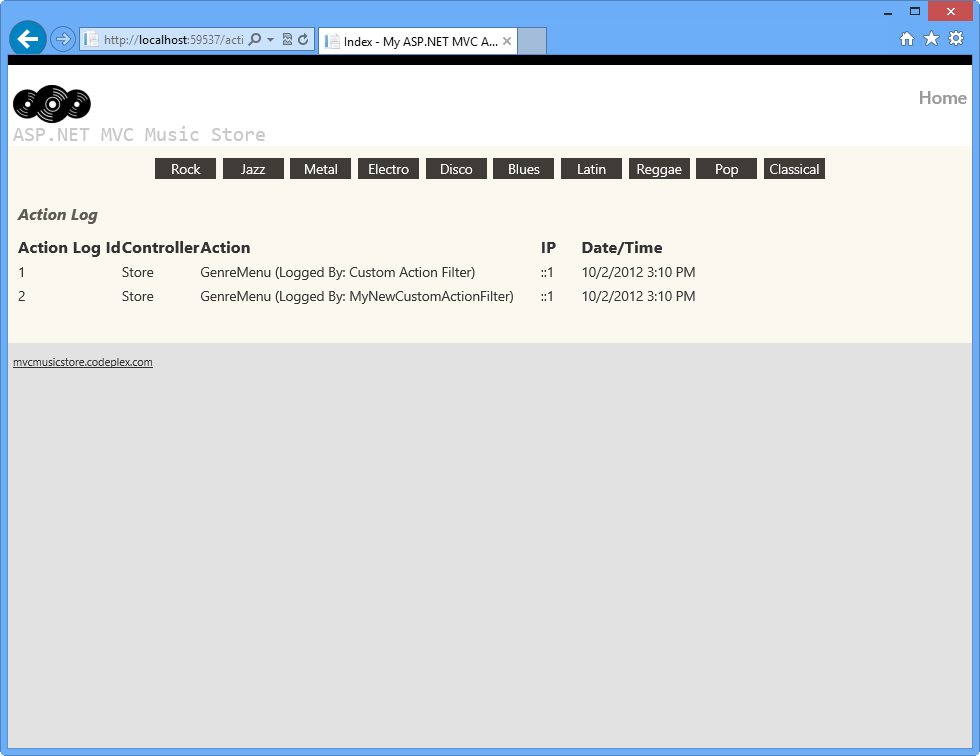 http://localhost:59537/acti
Index - My ASP.NET MVC A...
Home
ASP.NET MVC Music Store
Rock Jazz Metal Electro Disco Blues Latin Reggae Pop Classical
Action Log
Action Log Id Controller Action IP Date/Time
1 Store GenreMenu (Logged By: Custom Action Filter) ::1 10/2/2012 3:10 PM
2 Store GenreMenu (Logged By: MyNewCustomActionFilter) ::1 10/2/2012 3:10 PM
mvcmusicstore.codeplex.com